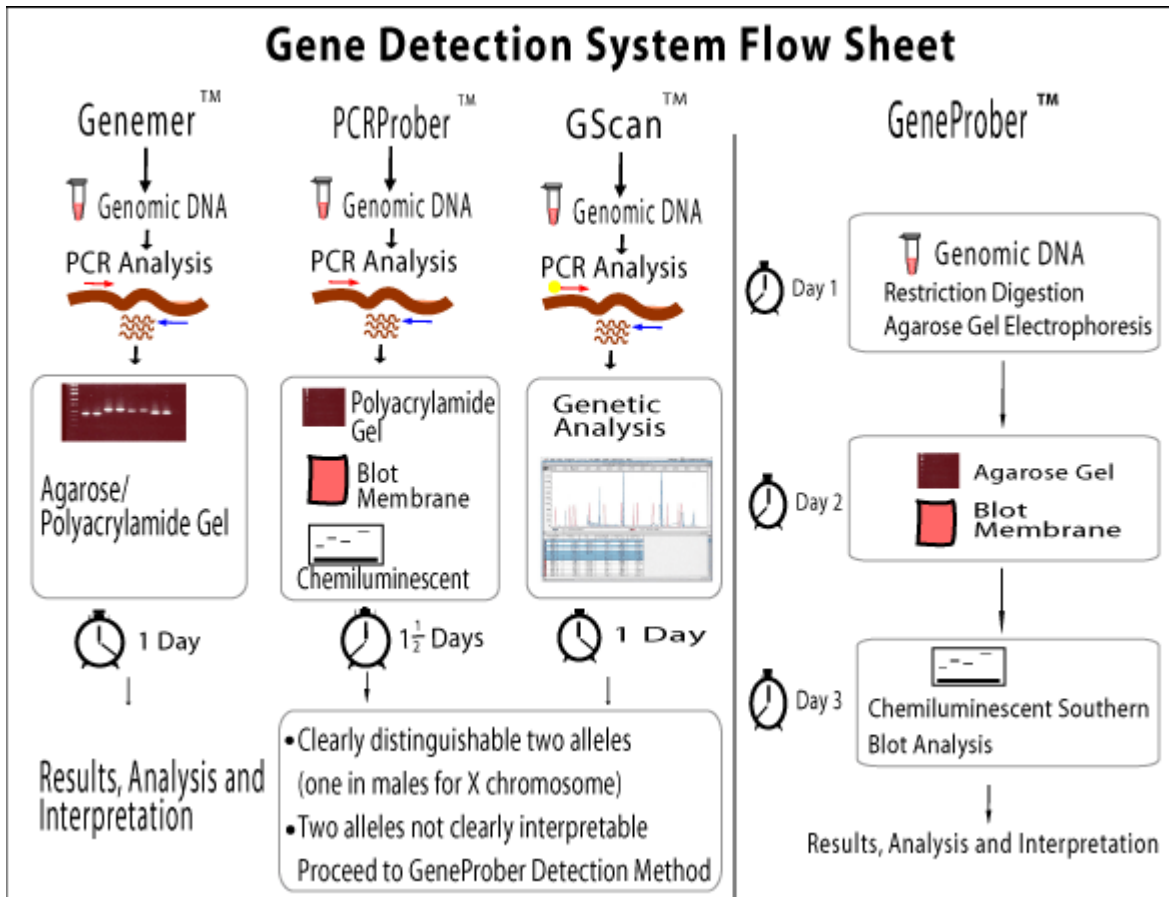 Gene Detection System Flow Sheet
Genemer™
Genomic DNA
PCR Analysis
Agarose/
Polyacrylamide Gel
1 Day
Results, Analysis and
Interpretation
PCRProber™
Genomic DNA
PCR Analysis
Polyacrylamide
Gel
Blot
Membrane
Chemiluminescent
1 1/2 Days
GScan™
Genomic DNA
PCR Analysis
Genetic
Analysis
1 Day
•Clearly distinguishable two alleles
(one in males for X chromosome)
•Two alleles not clearly interpretable
Proceed to GeneProber Detection Method
GeneProber™
Day 1
Genomic DNA
Restriction Digestion
Agarose Gel Electrophoresis
Day 2
Agarose Gel
Blot
Membrane
Day 3
Chemiluminescent Southern
Blot Analysis
Results, Analysis and Interpretation